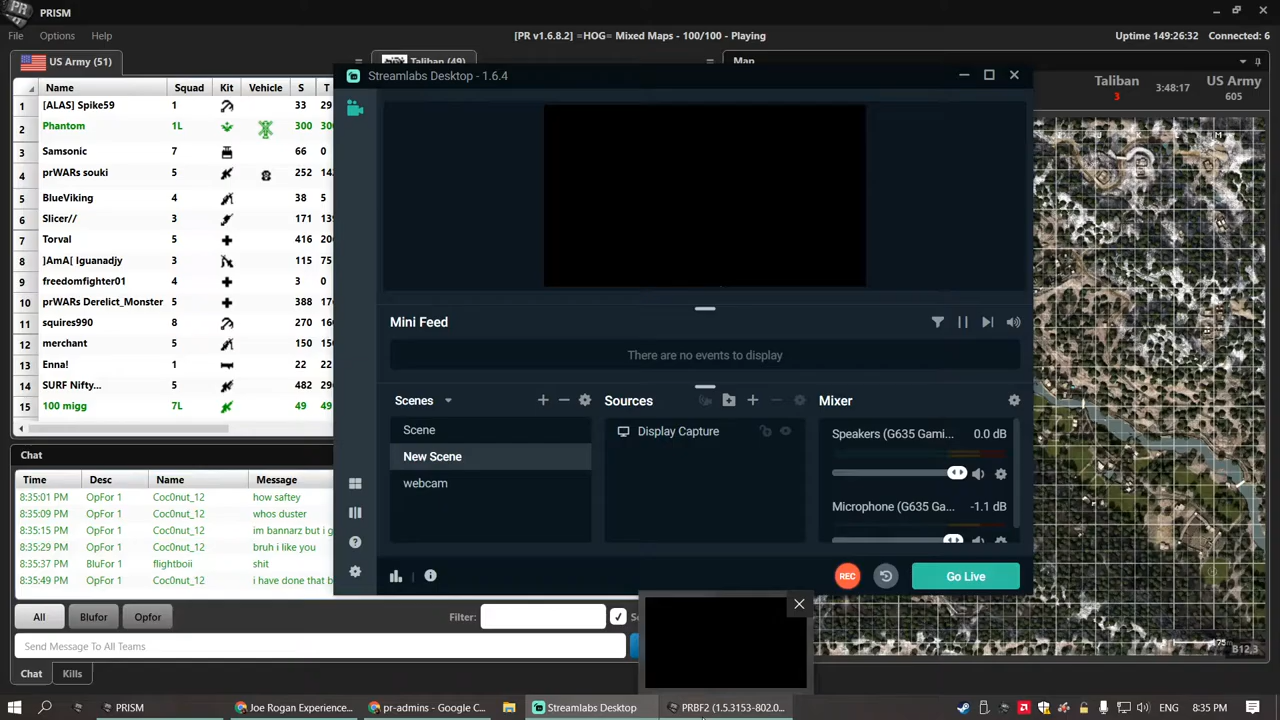 PRISM
File Options Help
[PR v1.6.8.2] =HOG= Mixed Maps - 100/100 - Playing
Uptime 149:26:32 Connected: 6
US Army (51)
Taliban (49)
Map
Name Squad Kit Vehicle S T
1 [ALAS] Spike59 1 33 29
2 Phantom 1L 300 30
3 Samsonic 7 66 0
4 prWARs souki 5 252 14
5 BlueViking 4 38 5
6 Slicer// 3 171 139
7 Torval 5 416 20
8 ]AmA[ Iguanadjy 3 115 75
9 freedomfighter01 4 3 0
10 prWARs Derelict_Monster 5 388 17
11 squires990 8 270 16
12 merchant 4 150 15
13 Enna! 1 22 22
14 SURF Nifty... 5 482 29
15 100 migg 7L 49 49
Taliban
3
3:48:17
US Army
605
Streamlabs Desktop - 1.6.4
Mini Feed
There are no events to display
Scenes
Scene
New Scene
webcam
Sources
Display Capture
Mixer
Speakers (G635 Gami... 0.0 dB
Microphone (G635 Ga... -1.1 dB
REC
Go Live
Chat
Time Desc Name Message
8:35:01 PM OpFor 1 Coc0nut_12 how saftey
8:35:09 PM OpFor 1 Coc0nut_12 whos duster
8:35:15 PM OpFor 1 Coc0nut_12 im bannarz but i g
8:35:29 PM OpFor 1 Coc0nut_12 bruh i like you
8:35:37 PM BluFor 1 flightboii shit
8:35:49 PM OpFor 1 Coc0nut_12 i have done that b
All Blufor Opfor
Filter:
Send Message To All Teams
Chat Kills
B12,3
PRISM
Joe Rogan Experience...
pr-admins - Google C...
Streamlabs Desktop
PRBF2 (1.5.3153-802.0...
8:35 PM